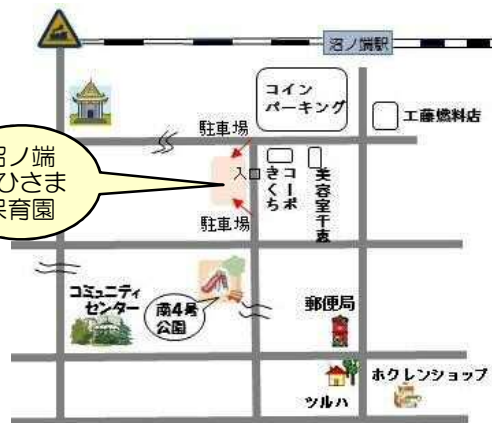 沼ノ端駅
コイン
パーキング
工藤燃料店
駐車場
沼ノ端
ひさま
保育園
入口
コーポ
きくち
美容室千恵
駐車場
コミュニティ
センター
南4号
公園
郵便局
ホクレンショップ
ツルハ